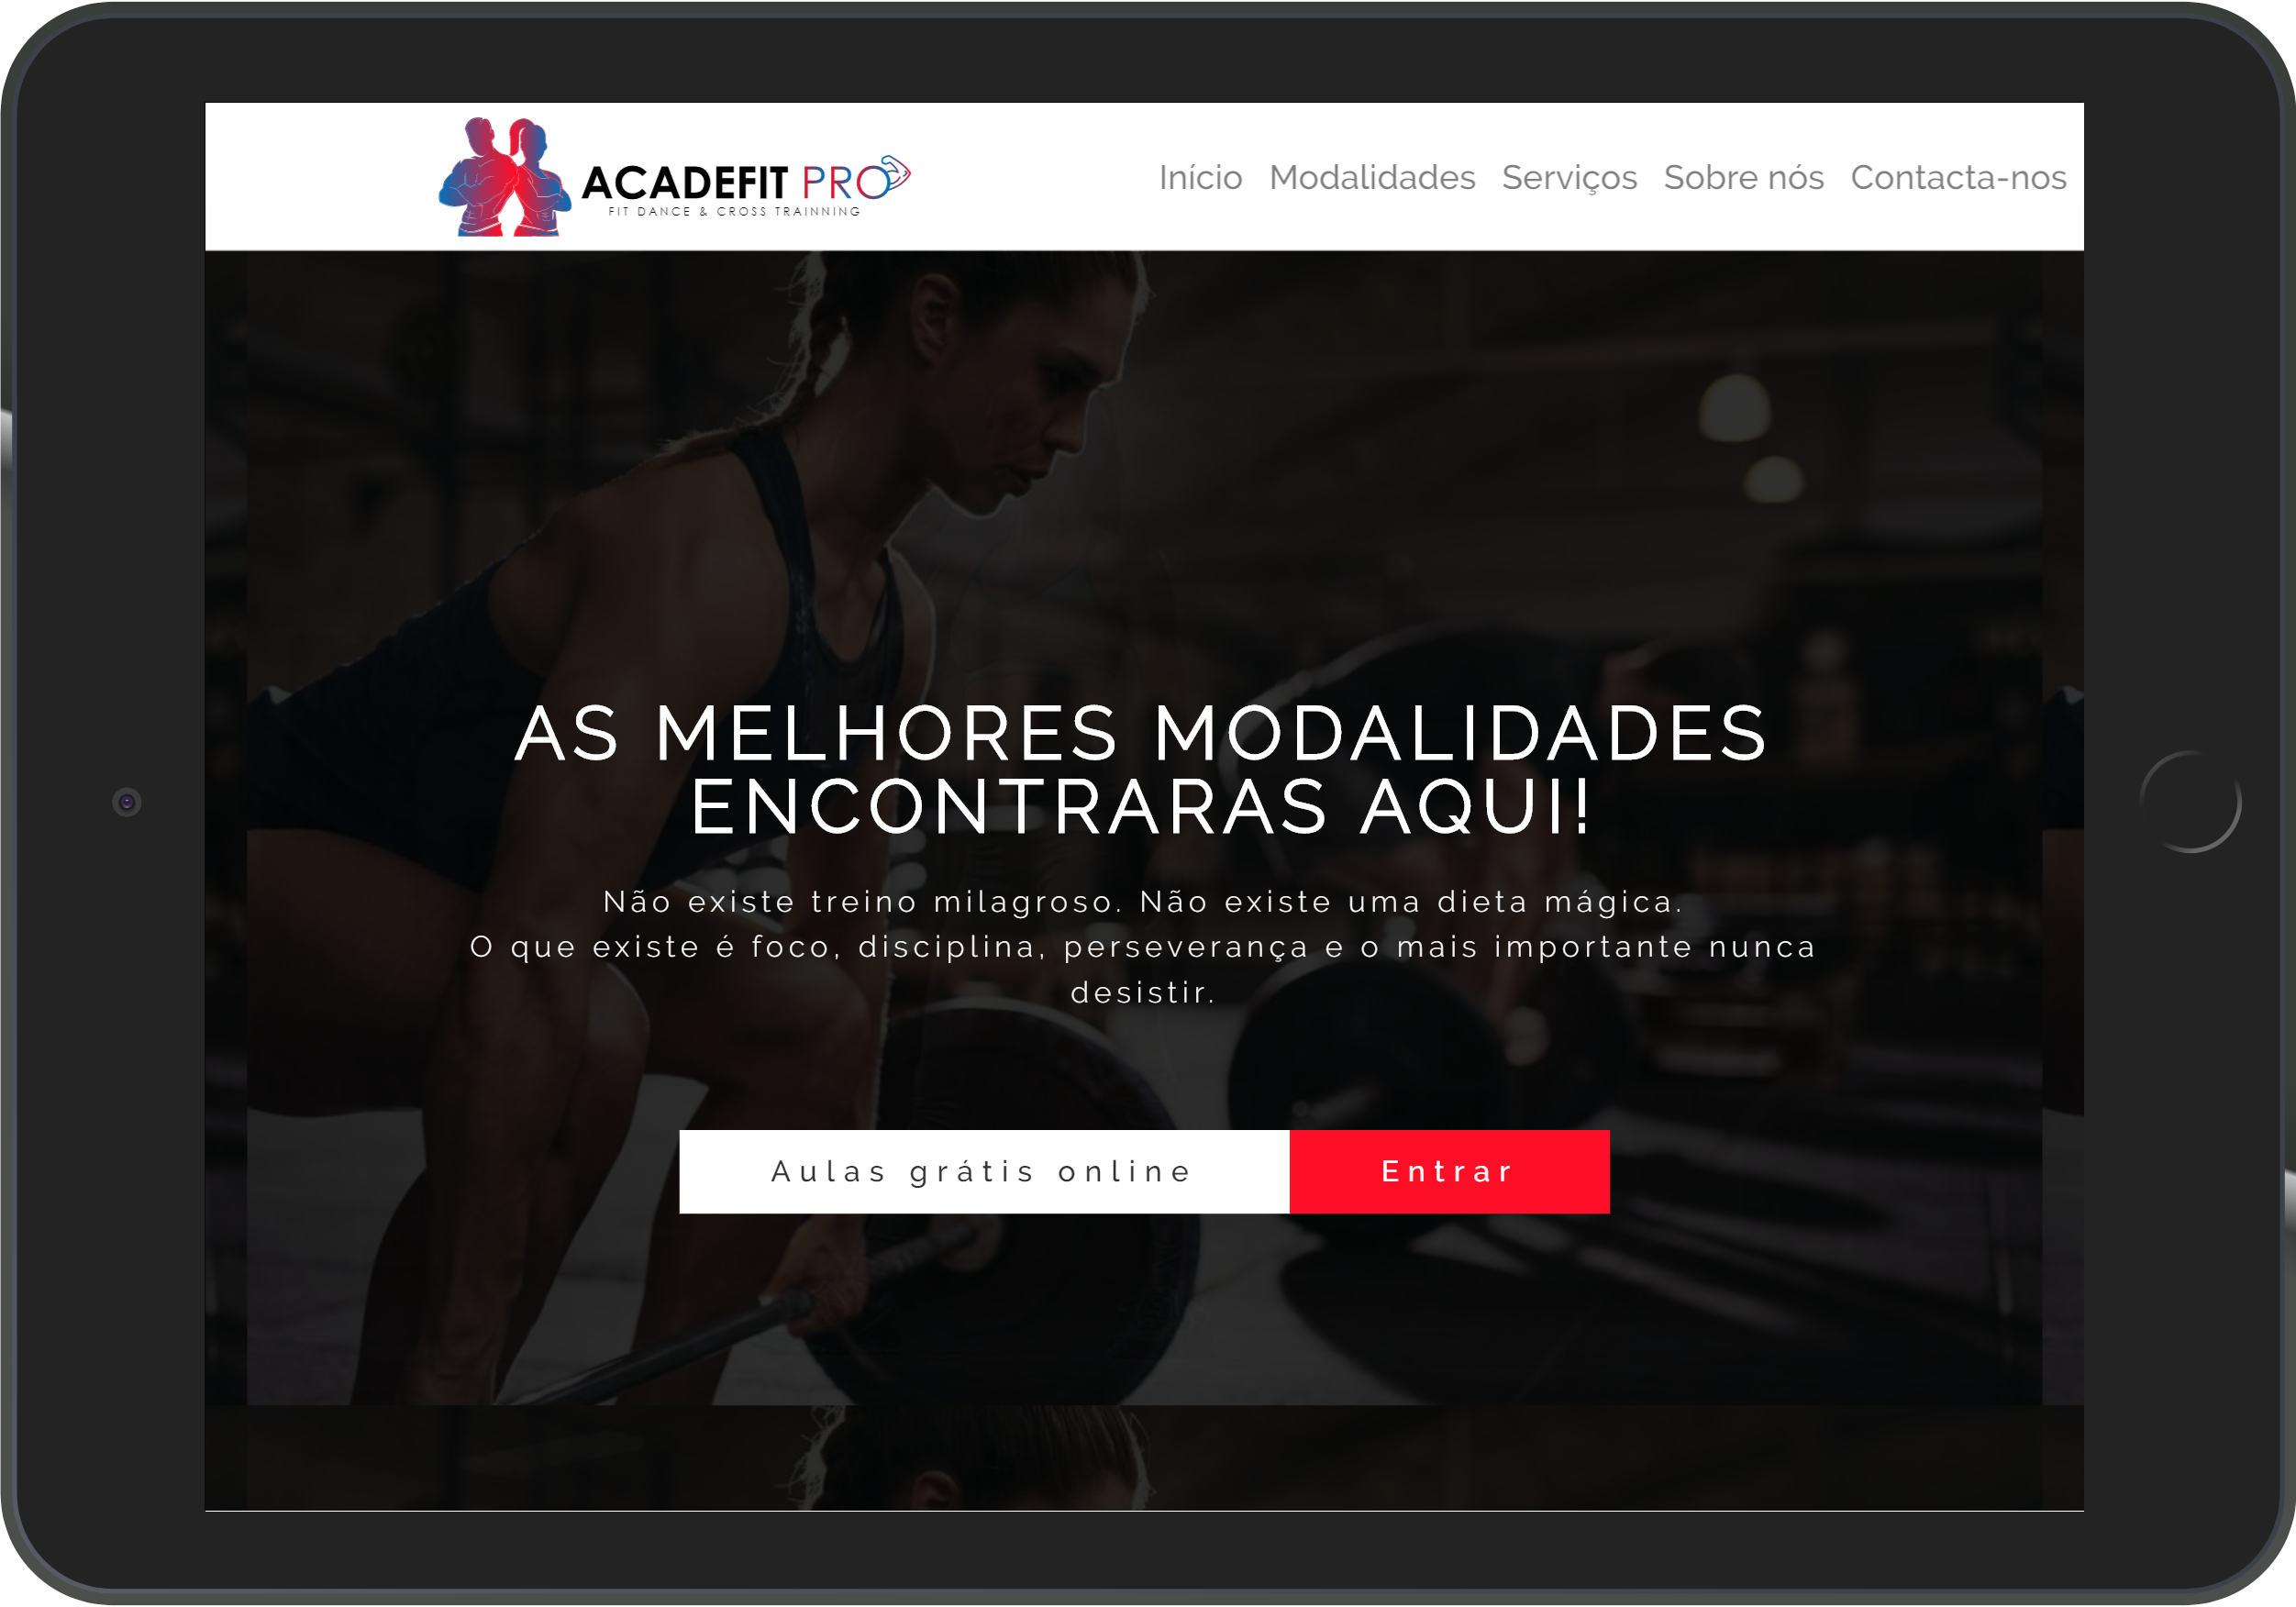 ACADEFIT PRO
FIT DANCE & CROSS TRAINNING
Início Modalidades Serviços Sobre nós Contacta-nos
AS MELHORES MODALIDADES
ENCONTRARAS AQUI!
Não existe treino milagroso. Não existe uma dieta mágica.
O que existe é foco, disciplina, perseverança e o mais importante nunca
desistir.
Aulas grátis online Entrar